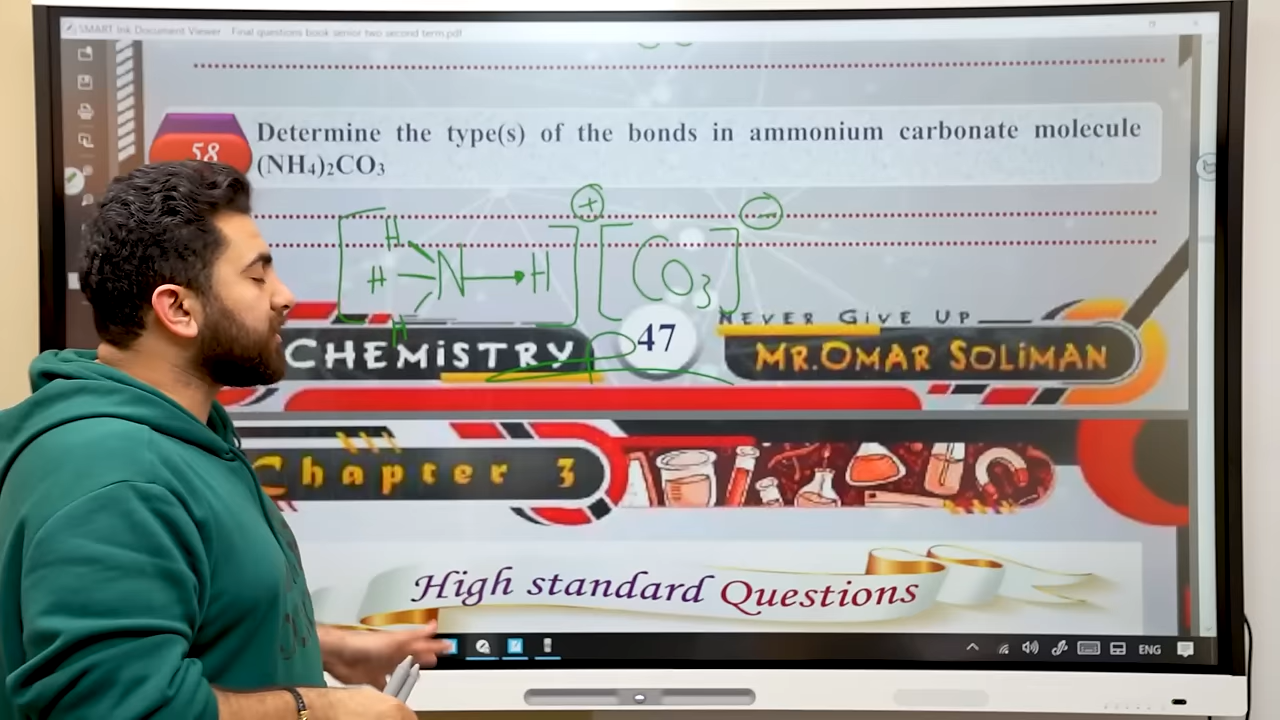 SMART Ink Document Viewer - Final questions book senior two second term.pdf
58
Determine the type(s) of the bonds in ammonium carbonate molecule
(NH4)2CO3
[H H H N → H]+ [CO3]−
NEVER GiVE UP
CHEMiSTRY
47
MR.OMAR SOLiMAN
Chapter 3
High standard Questions
ENG